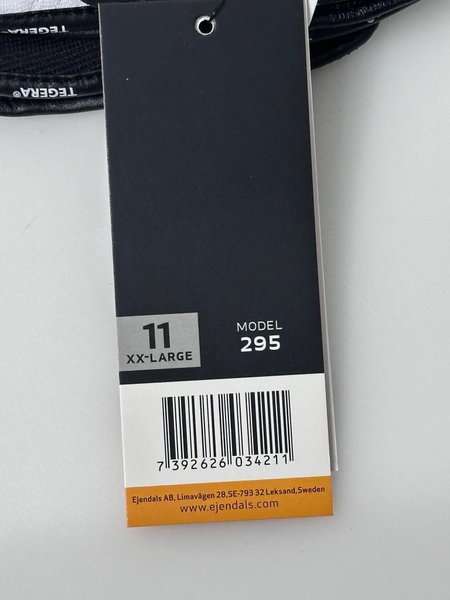 TEGERA®
TEGERA®
11
XX-LARGE
MODEL
295
7 392626 034211
Ejendals AB, Limavägen 28, SE-793 32 Leksand, Sweden
www.ejendals.com